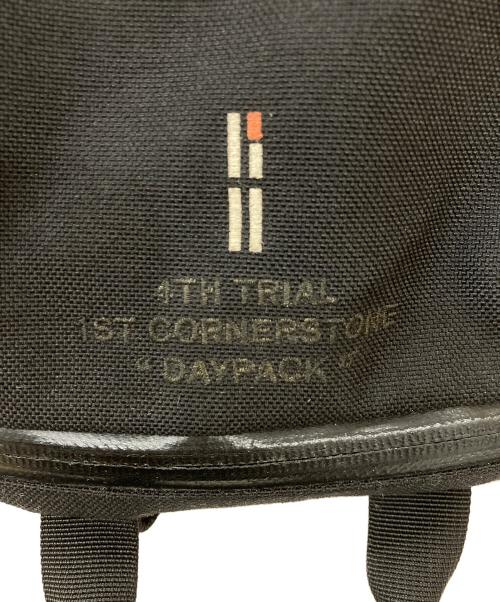 4TH TRIAL
1ST CORNERSTONE
“ DAYPACK ”